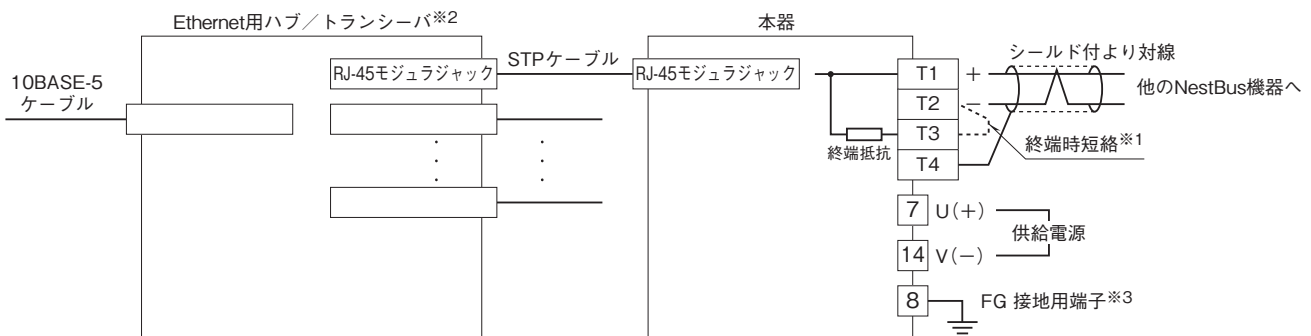 Ethernet用ハブ／トランシーバ※2
本器
10BASE-5
ケーブル
RJ-45モジュラジャック
STPケーブル
RJ-45モジュラジャック
シールド付より対線
T1
+
T2
−
T3
T4
他のNestBus機器へ
終端抵抗
終端時短絡※1
7
U(+)
供給電源
14
V(−)
8
FG 接地用端子※3